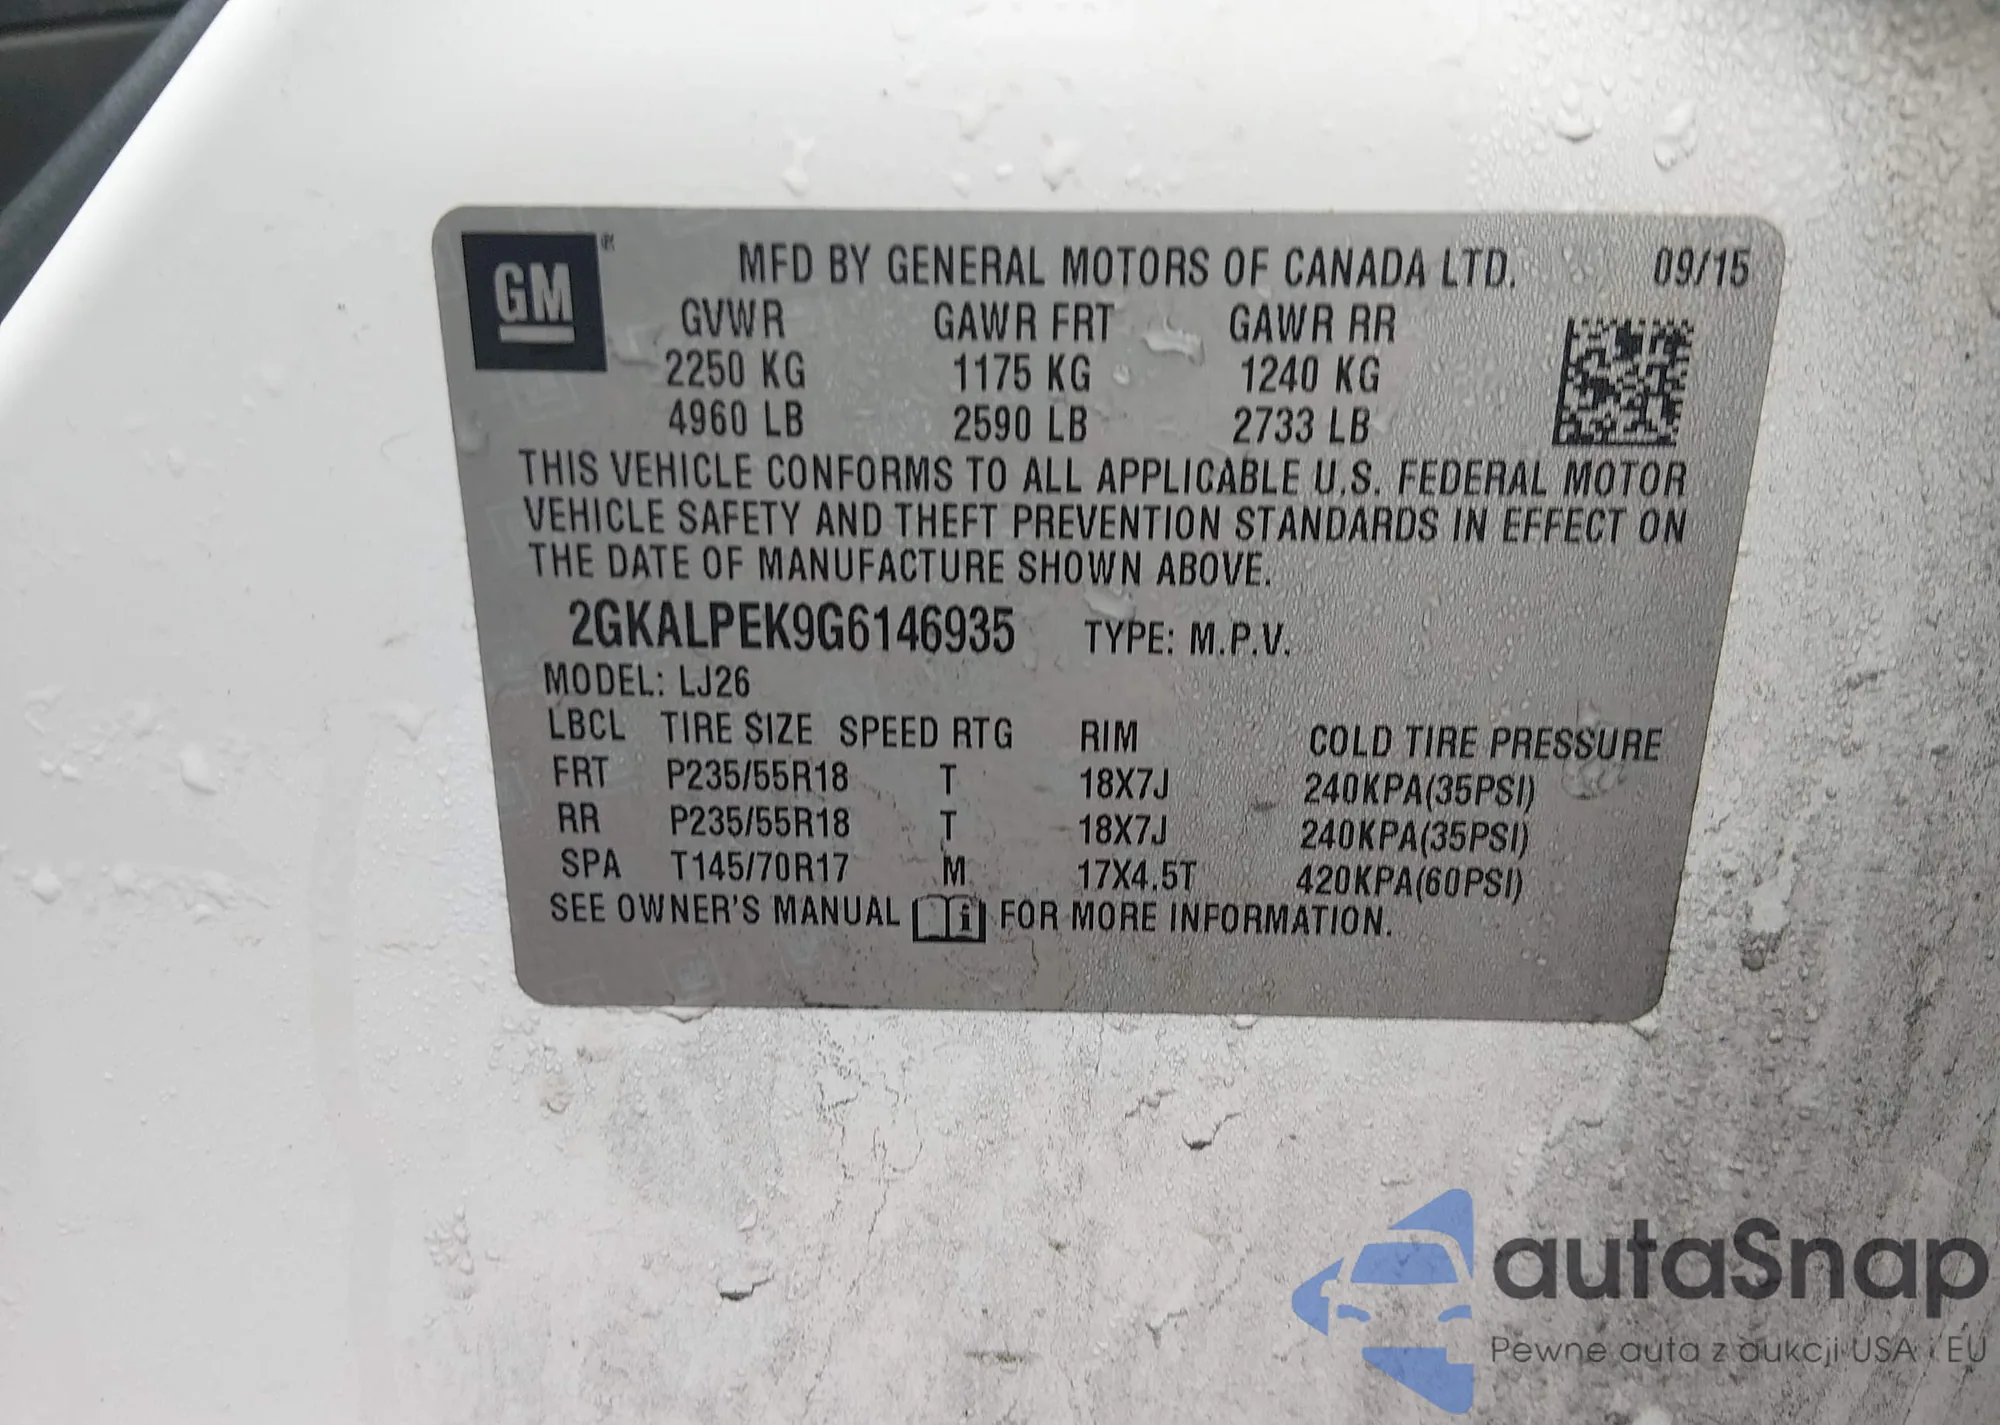 GM
MFD BY GENERAL MOTORS OF CANADA LTD. 09/15
GVWR GAWR FRT GAWR RR
2250 KG 1175 KG 1240 KG
4960 LB 2590 LB 2733 LB
THIS VEHICLE CONFORMS TO ALL APPLICABLE U.S. FEDERAL MOTOR
VEHICLE SAFETY AND THEFT PREVENTION STANDARDS IN EFFECT ON
THE DATE OF MANUFACTURE SHOWN ABOVE.
2GKALPEK9G6146935 TYPE: M.P.V.
MODEL: LJ26
LBCL TIRE SIZE SPEED RTG RIM COLD TIRE PRESSURE
FRT P235/55R18 T 18X7J 240KPA(35PSI)
RR P235/55R18 T 18X7J 240KPA(35PSI)
SPA T145/70R17 M 17X4.5T 420KPA(60PSI)
SEE OWNER'S MANUAL FOR MORE INFORMATION.
autaSnap
Pewne auta z aukcji USA i EU